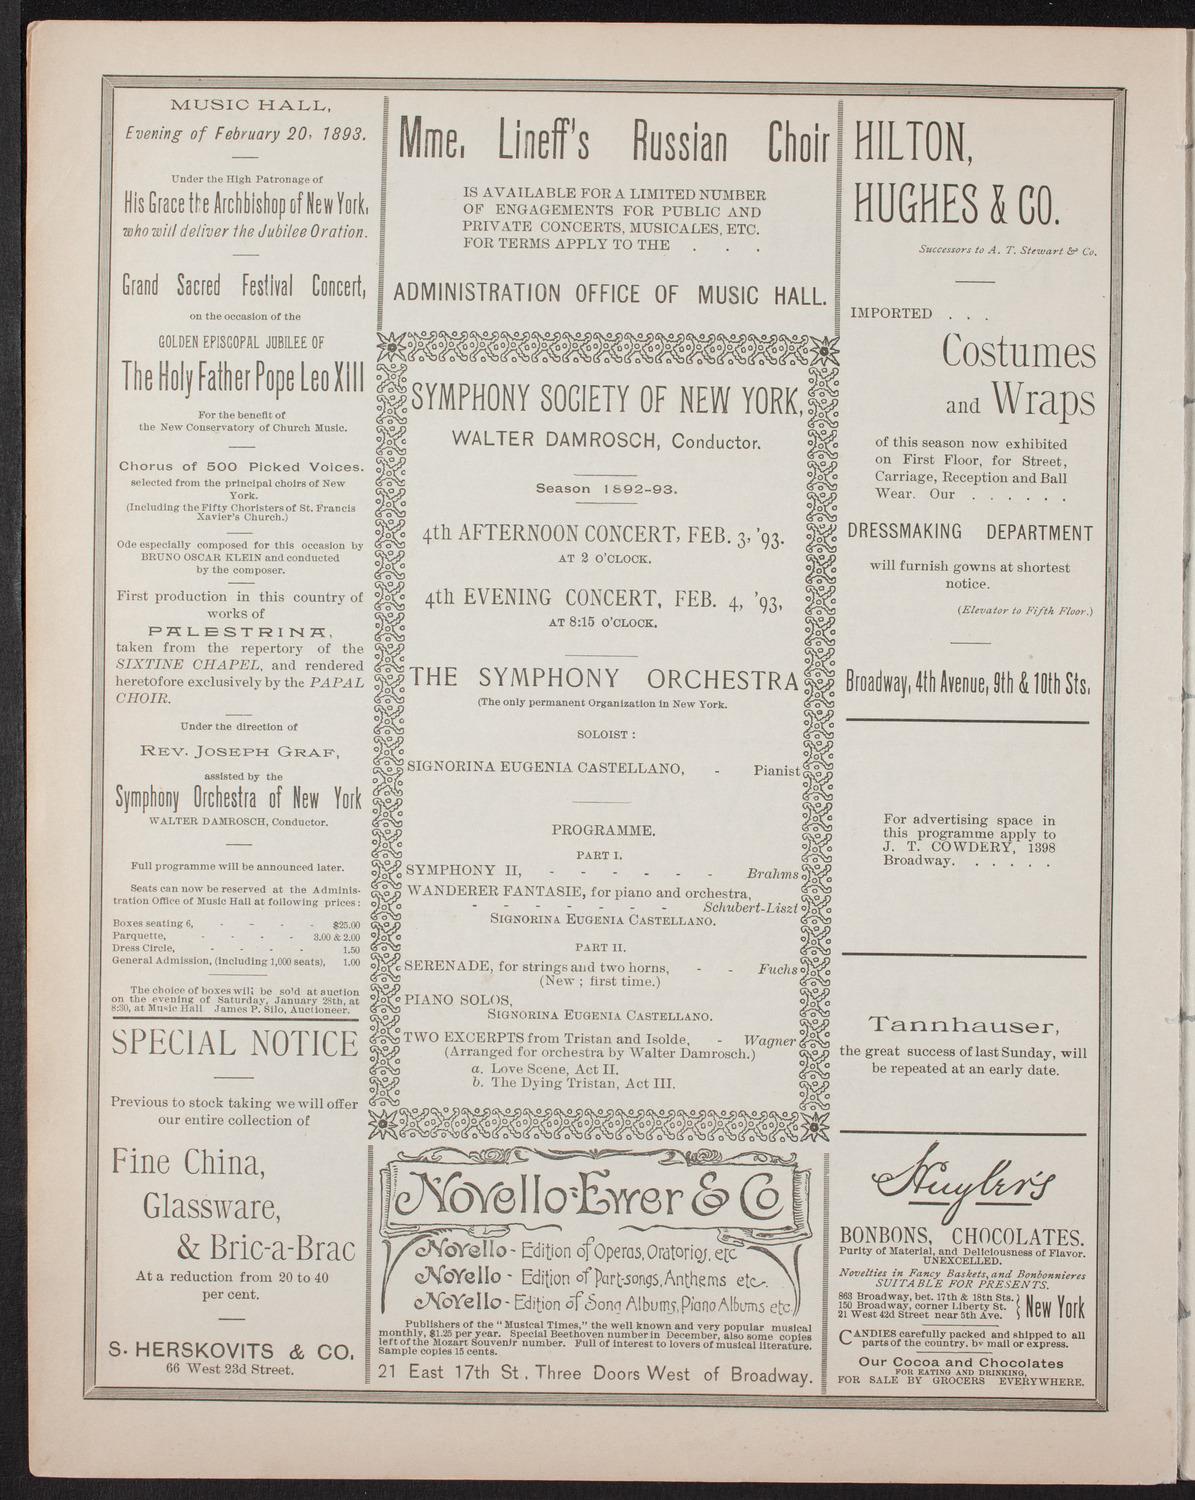 MUSIC HALL,
Evening of February 20, 1893.
Under the High Patronage of
His Grace the Archbishop of New York,
who will deliver the Jubilee Oration.
Grand Sacred Festival Concert,
on the occasion of the
GOLDEN EPISCOPAL JUBILEE OF
The Holy Father Pope Leo XIII
For the benefit of
the New Conservatory of Church Music.
Chorus of 500 Picked Voices.
selected from the principal choirs of New
York.
(Including the Fifty Choristers of St. Francis
Xavier's Church.)
Ode especially composed for this occasion by
BRUNO OSCAR KLEIN and conducted
by the composer.
First production in this country of
works of
PALESTRINA,
taken from the repertory of the
SIXTINE CHAPEL, and rendered
heretofore exclusively by the PAPAL
CHOIR.
Under the direction of
REV. JOSEPH GRAF,
assisted by the
Symphony Orchestra of New York
WALTER DAMROSCH, Conductor.
Full programme will be announced later.
Seats can now be reserved at the Adminis-
tration Office of Music Hall at following prices:
Boxes seating 6, - - - - $25.00
Parquette, - - - - 3.00 & 2.00
Dress Circle, - - - - 1.50
General Admission, (including 1,000 seats), 1.00
The choice of boxes will be so'd at auction
on the evening of Saturday, January 28th, at
8:30, at Music Hall James P. Silo, Auctioneer.
SPECIAL NOTICE
Previous to stock taking we will offer
our entire collection of
Fine China,
Glassware,
& Bric-a-Brac
At a reduction from 20 to 40
per cent.
S. HERSKOVITS & CO.
66 West 23d Street.
Mme. Lineff's Russian Choir
IS AVAILABLE FOR A LIMITED NUMBER
OF ENGAGEMENTS FOR PUBLIC AND
PRIVATE CONCERTS, MUSICALES, ETC.
FOR TERMS APPLY TO THE . . .
ADMINISTRATION OFFICE OF MUSIC HALL.
SYMPHONY SOCIETY OF NEW YORK,
WALTER DAMROSCH, Conductor.
Season 1892-93.
4th AFTERNOON CONCERT, FEB. 3, '93.
AT 2 O'CLOCK.
4th EVENING CONCERT, FEB. 4, '93,
AT 8:15 O'CLOCK.
THE SYMPHONY ORCHESTRA
(The only permanent Organization in New York.
SOLOIST :
SIGNORINA EUGENIA CASTELLANO, - Pianist
PROGRAMME.
PART I.
SYMPHONY II, - - - - - - Brahms
WANDERER FANTASIE, for piano and orchestra,
- - - - - - - Schubert-Liszt
SIGNORINA EUGENIA CASTELLANO.
PART II.
SERENADE, for strings and two horns, - - Fuchs
(New ; first time.)
PIANO SOLOS,
SIGNORINA EUGENIA CASTELLANO.
TWO EXCERPTS from Tristan and Isolde, - Wagner
(Arranged for orchestra by Walter Damrosch.)
a. Love Scene, Act II.
b. The Dying Tristan, Act III.
Novello-Ewer & Co
Novello - Edition of Operas, Oratorios, etc
Novello - Edition of Part-songs, Anthems etc.
Novello - Edition of Song Albums, Piano Albums etc.
Publishers of the "Musical Times," the well known and very popular musical
monthly, $1.25 per year. Special Beethoven number in December, also some copies
left of the Mozart Souvenir number. Full of interest to lovers of musical literature.
Sample copies 15 cents.
21 East 17th St., Three Doors West of Broadway.
HILTON,
HUGHES & CO.
Successors to A. T. Stewart & Co.
IMPORTED . . .
Costumes
and Wraps
of this season now exhibited
on First Floor, for Street,
Carriage, Reception and Ball
Wear. Our . . . . . .
DRESSMAKING DEPARTMENT
will furnish gowns at shortest
notice.
(Elevator to Fifth Floor.)
Broadway, 4th Avenue, 9th & 10th Sts.
For advertising space in
this programme apply to
J. T. COWDERY, 1398
Broadway. . . . . .
Tannhauser,
the great success of last Sunday, will
be repeated at an early date.
Huyler's
BONBONS, CHOCOLATES.
Purity of Material, and Deliciousness of Flavor.
UNEXCELLED.
Novelties in Fancy Baskets, and Bonbonnieres
SUITABLE FOR PRESENTS.
863 Broadway, bet. 17th & 18th Sts.
150 Broadway, corner Liberty St.
21 West 42d Street near 5th Ave.
New York
CANDIES carefully packed and shipped to all
parts of the country. by mail or express.
Our Cocoa and Chocolates
FOR EATING AND DRINKING,
FOR SALE BY GROCERS EVERYWHERE.